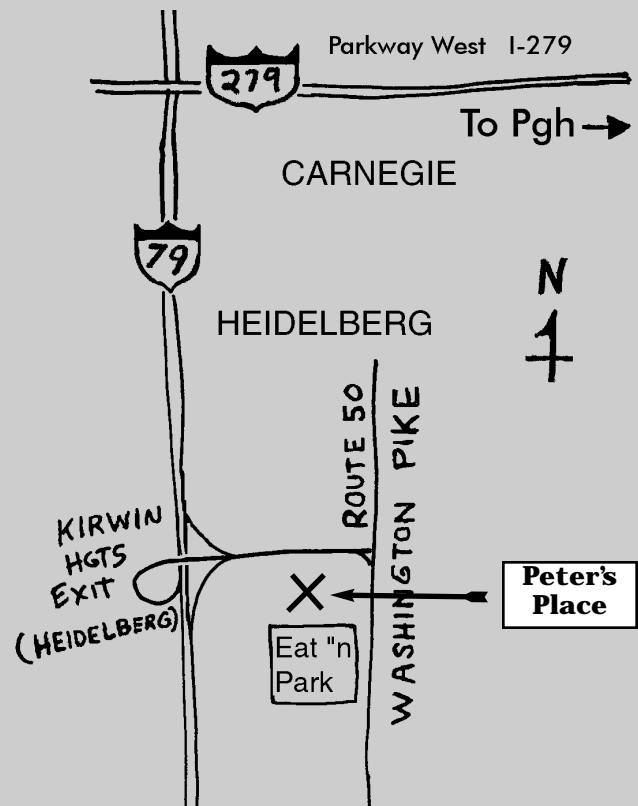 Parkway West I-279
279
To Pgh
CARNEGIE
79
N
HEIDELBERG
ROUTE 50
WASHINGTON PIKE
KIRWIN
HGTS
EXIT
(HEIDELBERG)
Peter's
Place
Eat "n
Park